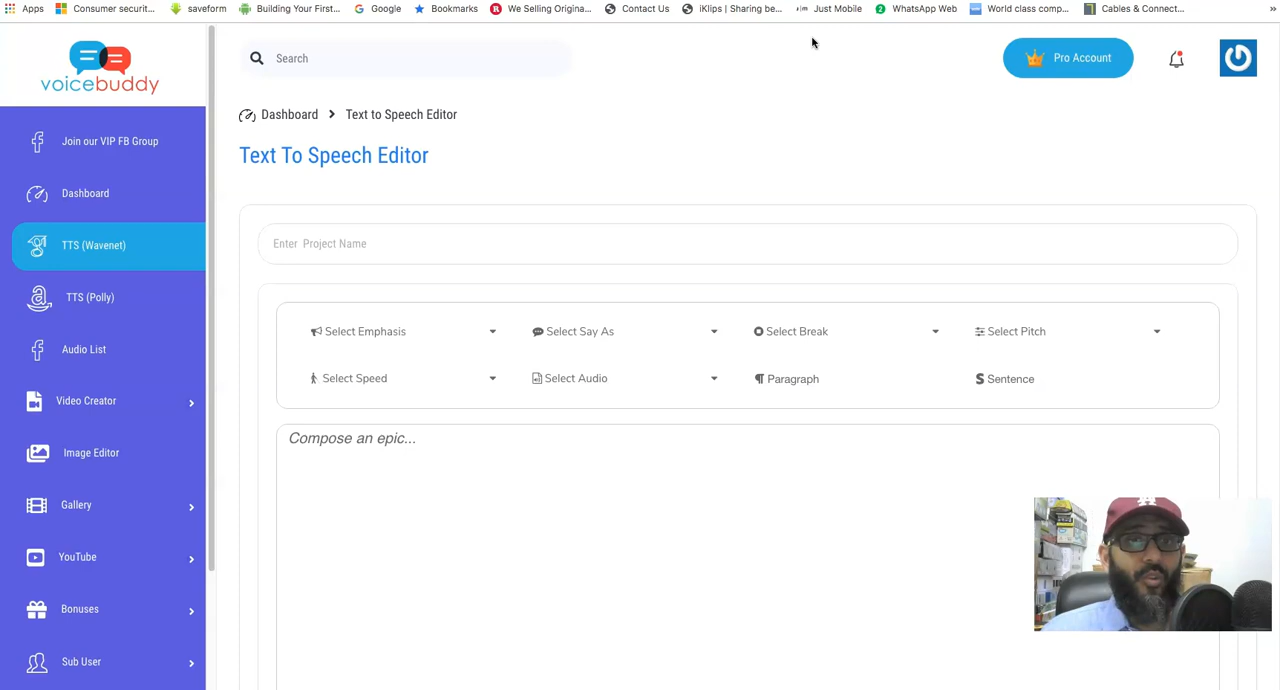 Apps
Consumer securit...
saveform
Building Your First...
Google
Bookmarks
We Selling Origina...
Contact Us
iKlips | Sharing be...
Just Mobile
2
WhatsApp Web
World class comp...
Cables & Connect...
»
voicebuddy
Search
Pro Account
Join our VIP FB Group
Dashboard
TTS (Wavenet)
TTS (Polly)
Audio List
Video Creator
Image Editor
Gallery
YouTube
Bonuses
Sub User
Dashboard > Text to Speech Editor
Text To Speech Editor
Enter Project Name
Select Emphasis
Select Say As
Select Break
Select Pitch
Select Speed
Select Audio
¶ Paragraph
S Sentence
Compose an epic...